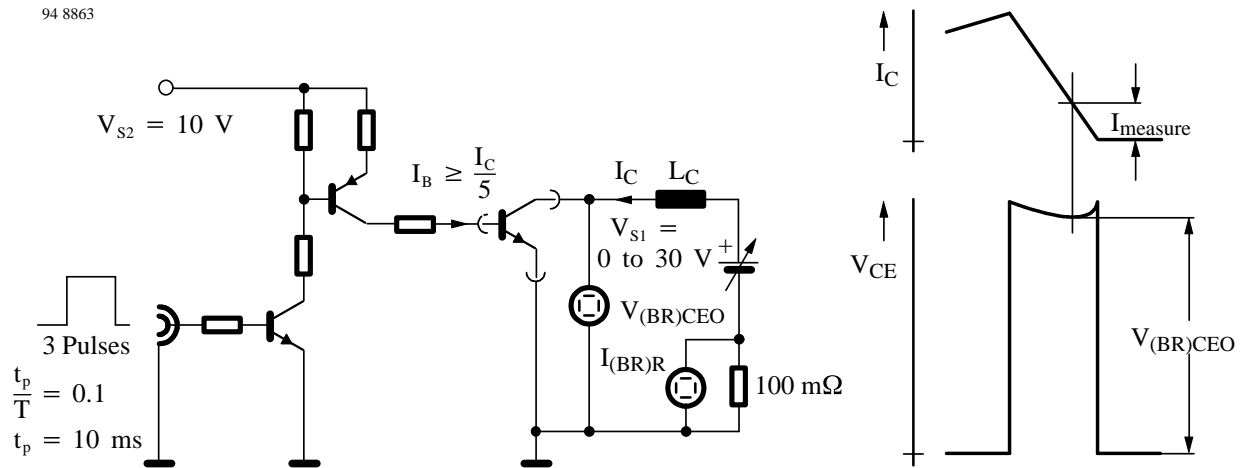 94 8863
V_S2 = 10 V
I_B ≥ I_C/5
I_C
L_C
V_S1 =
0 to 30 V
+
V_(BR)CEO
I_(BR)R
100 mΩ
3 Pulses
t_p/T = 0.1
t_p = 10 ms
I_C
I_measure
V_CE
V_(BR)CEO